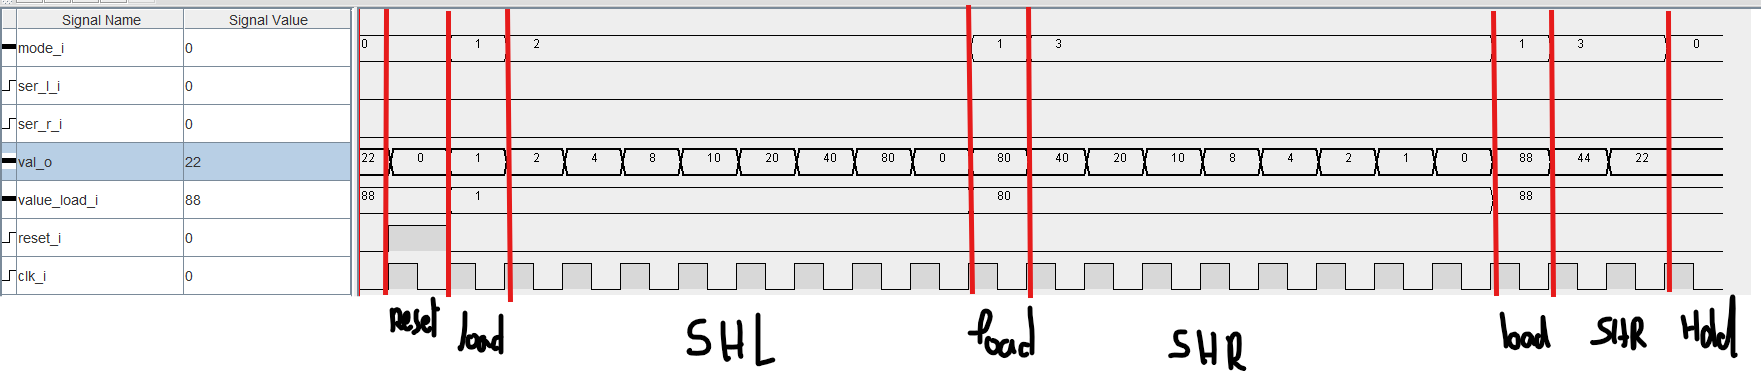 Signal Name Signal Value
mode_i 0 0 1 2 1 3 1 3 0
ser_l_i 0
ser_r_i 0
val_o 22 22 0 1 2 4 8 10 20 40 80 0 80 40 20 10 8 4 2 1 0 88 44 22
value_load_i 88 88 1 80 88
reset_i 0
clk_i 0
Reset load SHL load SHR load SHR Hold